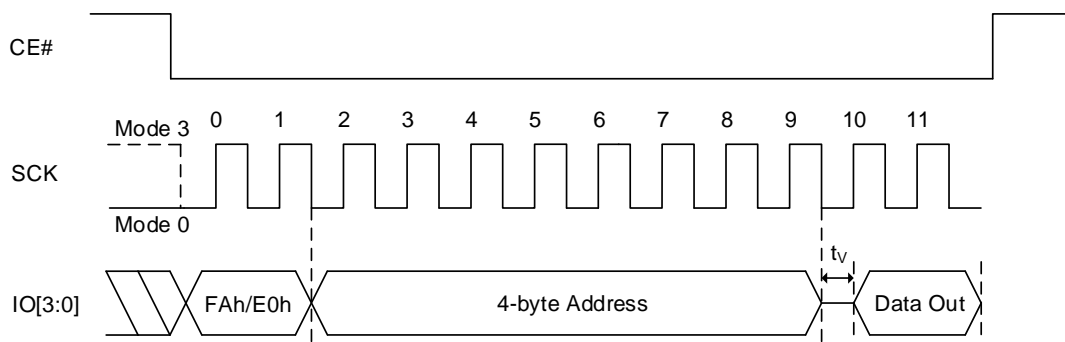 CE#
Mode 3 0 1 2 3 4 5 6 7 8 9 10 11
SCK
Mode 0
tV
IO[3:0] FAh/E0h 4-byte Address Data Out